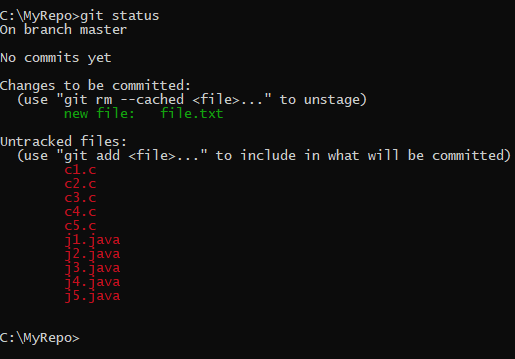 C:\MyRepo>git status
On branch master
No commits yet
Changes to be committed:
(use "git rm --cached <file>..." to unstage)
new file:   file.txt
Untracked files:
(use "git add <file>..." to include in what will be committed)
c1.c
c2.c
c3.c
c4.c
c5.c
j1.java
j2.java
j3.java
j4.java
j5.java
C:\MyRepo>